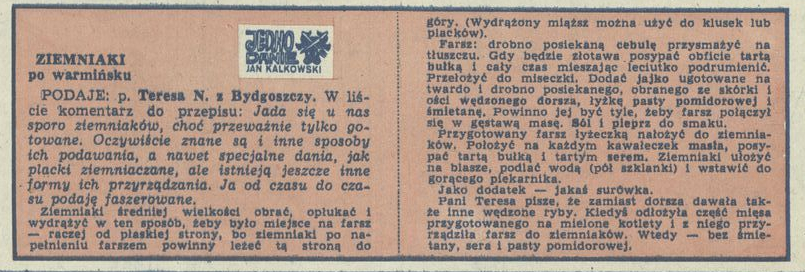 JEDNO
DANIE
JAN KALKOWSKI
ZIEMNIAKI
po warmińsku
PODAJE: p. Teresa N. z Bydgoszczy. W liś-
cie komentarz do przepisu: Jada się u nas
sporo ziemniaków, choć przeważnie tylko go-
towane. Oczywiście znane są i inne sposoby
ich podawania, a nawet specjalne dania, jak
placki ziemniaczane, ale istnieją jeszcze inne
formy ich przyrządzania. Ja od czasu do cza-
su podaję faszerowane.
Ziemniaki średniej wielkości obrać, opłukać i
wydrążyć w ten sposób, żeby było miejsce na farsz
— raczej od płaskiej strony, bo ziemniaki po na-
pełnieniu farszem powinny leżeć tą stroną do
góry. (Wydrążony miąższ można użyć do klusek lub
placków).
Farsz: drobno posiekaną cebulę przysmażyć na
tłuszczu. Gdy będzie złotawa posypać obficie tartą
bułką i cały czas mieszając leciutko podrumienić.
Przełożyć do miseczki. Dodać jajko ugotowane na
twardo i drobno posiekane, obranego ze skórki i
ości wędzonego dorsza, łyżkę pasty pomidorowej i
śmietanę. Powinno jej być tyle, żeby farsz połączył
się w gęstawą masę. Sól i pieprz do smaku.
Przygotowany farsz łyżeczką nałożyć do ziemnia-
ków. Położyć na każdym kawałeczek masła, posy-
pać tartą bułką i tartym serem. Ziemniaki ułożyć
na blasze, podlać wodą (pół szklanki) i wstawić do
gorącego piekarnika.
Jako dodatek — jakaś surówka.
Pani Teresa pisze, że zamiast dorsza dawała tak-
że inne wędzone ryby. Kiedyś odłożyła część mięsa
przygotowanego na mielone kotlety i z niego przy-
rządziła farsz do ziemniaków. Wtedy — bez śmie-
tany, sera i pasty pomidorowej.